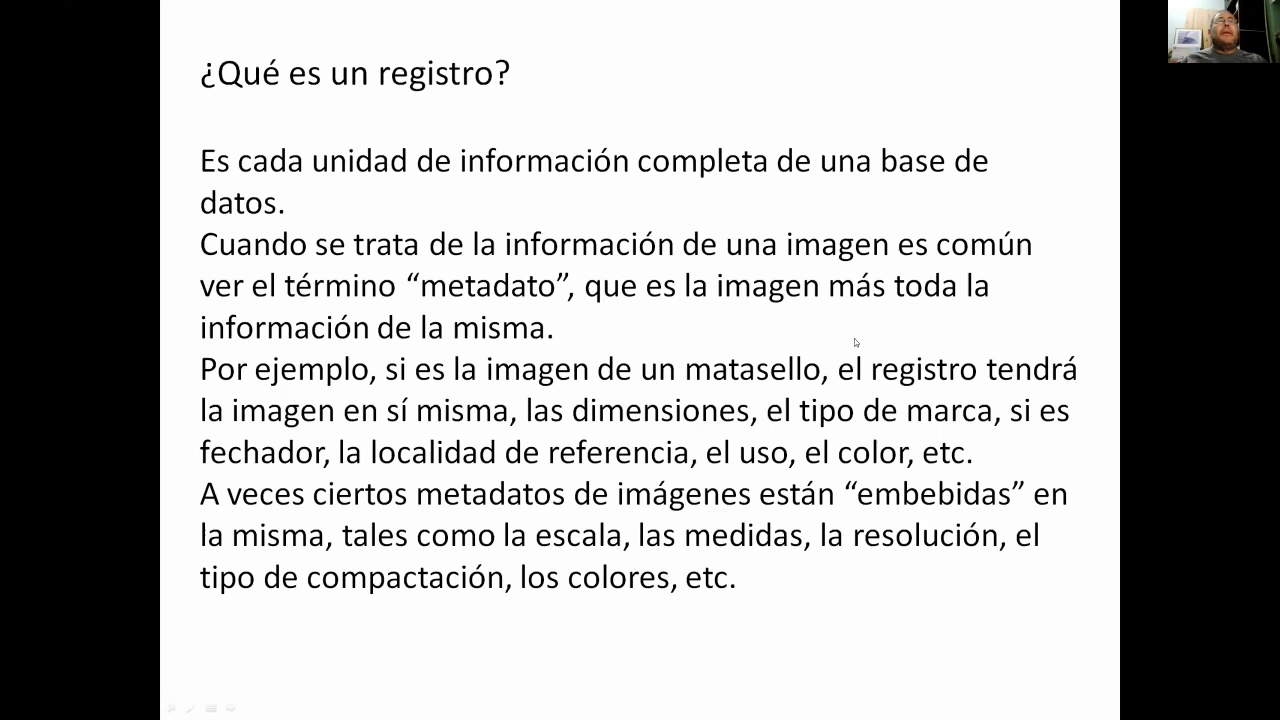 ¿Qué es un registro?
Es cada unidad de información completa de una base de
datos.
Cuando se trata de la información de una imagen es común
ver el término “metadato”, que es la imagen más toda la
información de la misma.
Por ejemplo, si es la imagen de un matasello, el registro tendrá
la imagen en sí misma, las dimensiones, el tipo de marca, si es
fechador, la localidad de referencia, el uso, el color, etc.
A veces ciertos metadatos de imágenes están “embebidas” en
la misma, tales como la escala, las medidas, la resolución, el
tipo de compactación, los colores, etc.